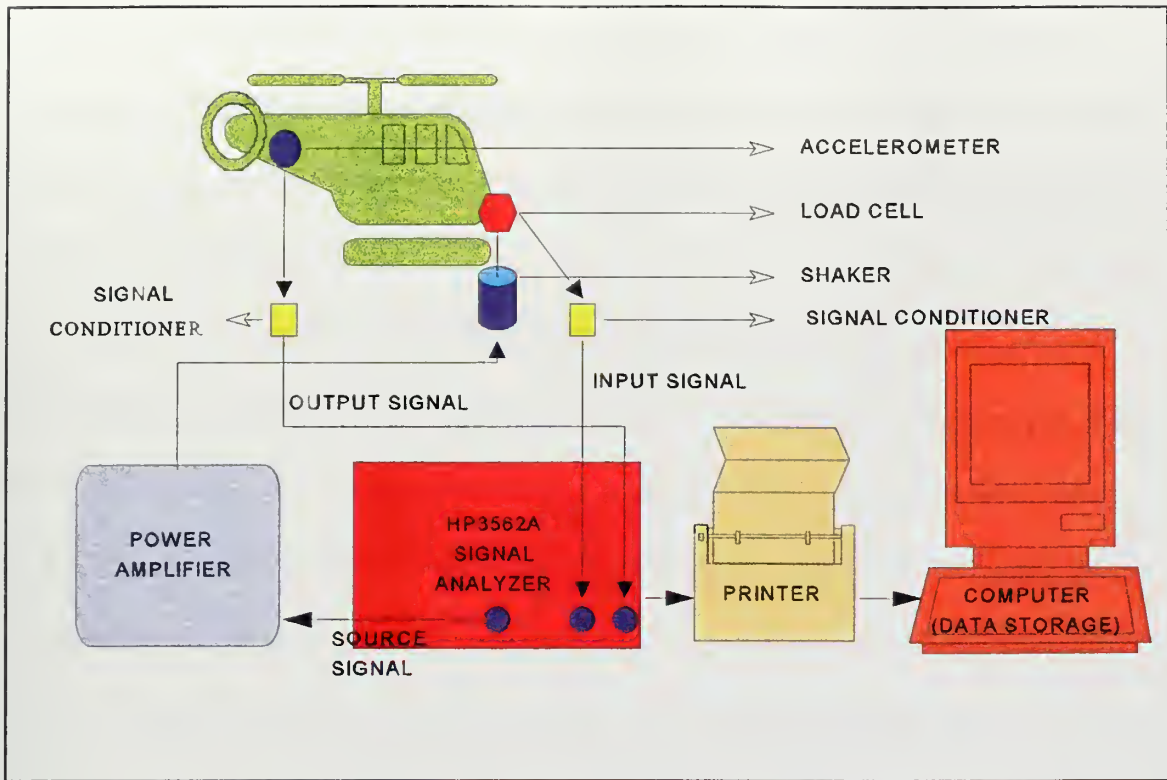 ACCELEROMETER
LOAD CELL
SHAKER
SIGNAL
CONDITIONER
SIGNAL CONDITIONER
INPUT SIGNAL
OUTPUT SIGNAL
POWER
AMPLIFIER
HP3562A
SIGNAL
ANALYZER
PRINTER
COMPUTER
(DATA STORAGE)
SOURCE
SIGNAL